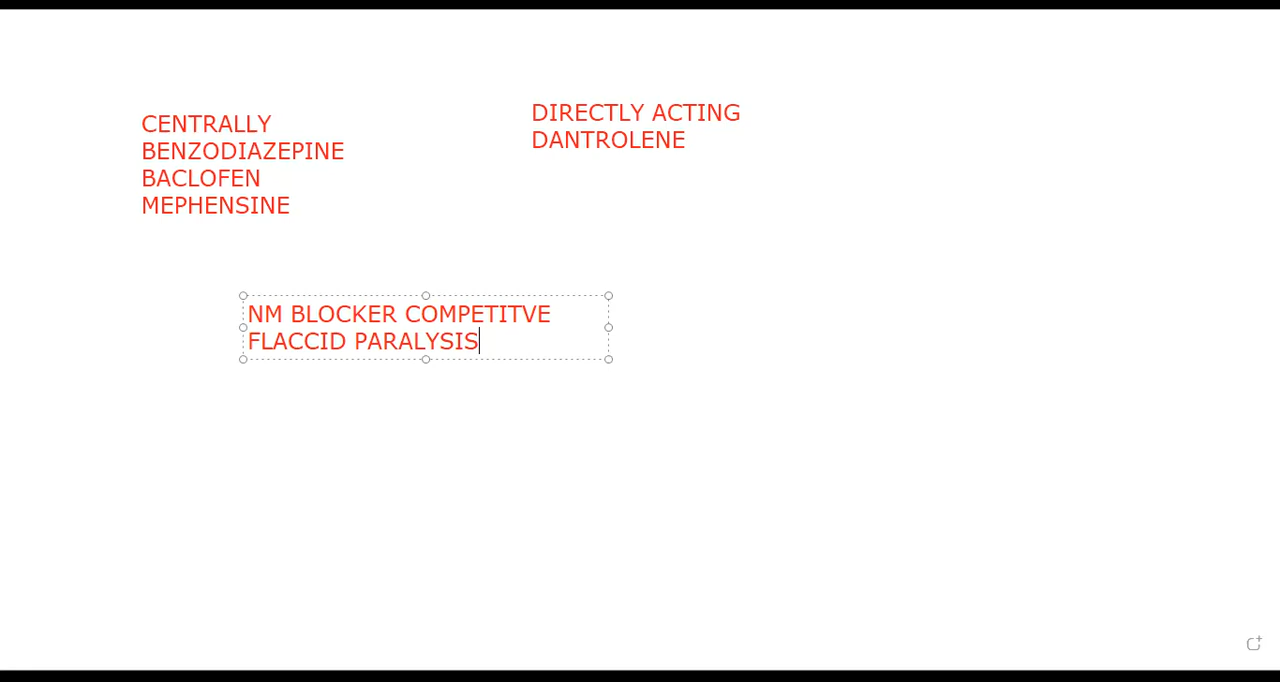 CENTRALLY
BENZODIAZEPINE
BACLOFEN
MEPHENSINE
DIRECTLY ACTING
DANTROLENE
NM BLOCKER COMPETITVE
FLACCID PARALYSIS